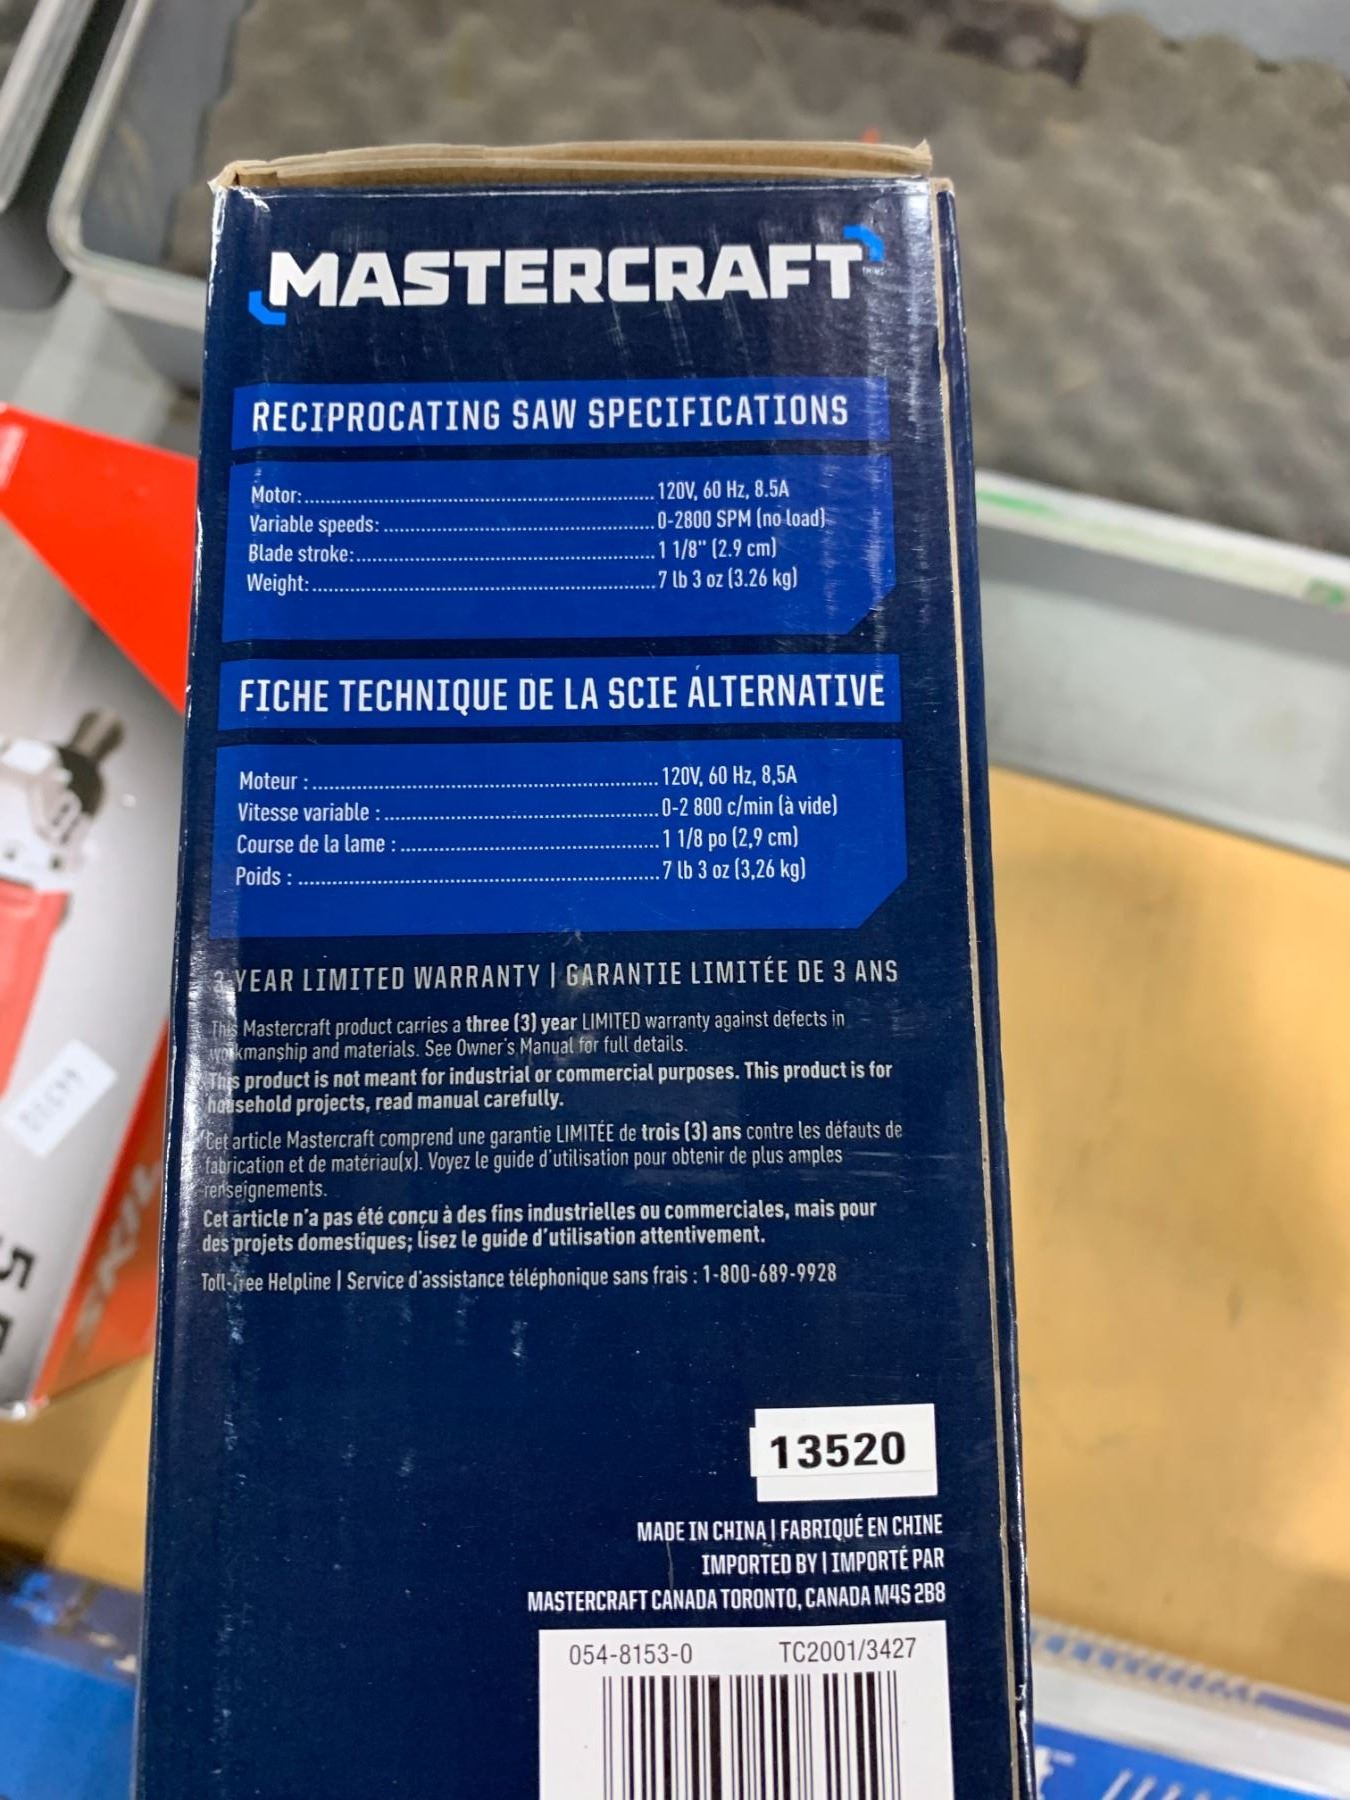 MASTERCRAFT
RECIPROCATING SAW SPECIFICATIONS
Motor:.......................................................... 120V, 60 Hz, 8.5A
Variable speeds: ............................................ 0-2800 SPM (no load)
Blade stroke:................................................. 1 1/8" (2.9 cm)
Weight:......................................................... 7 lb 3 oz (3.26 kg)
FICHE TECHNIQUE DE LA SCIE ALTERNATIVE
Moteur : ....................................................... 120V, 60 Hz, 8,5A
Vitesse variable : ........................................... 0-2 800 c/min (à vide)
Course de la lame : ......................................... 1 1/8 po (2,9 cm)
Poids : .......................................................... 7 lb 3 oz (3,26 kg)
3 YEAR LIMITED WARRANTY | GARANTIE LIMITÉE DE 3 ANS
This Mastercraft product carries a three (3) year LIMITED warranty against defects in
workmanship and materials. See Owner's Manual for full details.
This product is not meant for industrial or commercial purposes. This product is for
household projects, read manual carefully.
Cet article Mastercraft comprend une garantie LIMITÉE de trois (3) ans contre les défauts de
fabrication et de matériau(x). Voyez le guide d'utilisation pour obtenir de plus amples
renseignements.
Cet article n'a pas été conçu à des fins industrielles ou commerciales, mais pour
des projets domestiques; lisez le guide d'utilisation attentivement.
Toll-free Helpline | Service d'assistance téléphonique sans frais : 1-800-689-9928
13520
MADE IN CHINA | FABRIQUÉ EN CHINE
IMPORTED BY | IMPORTÉ PAR
MASTERCRAFT CANADA TORONTO, CANADA M4S 2B8
054-8153-0 TC2001/3427
SKIL